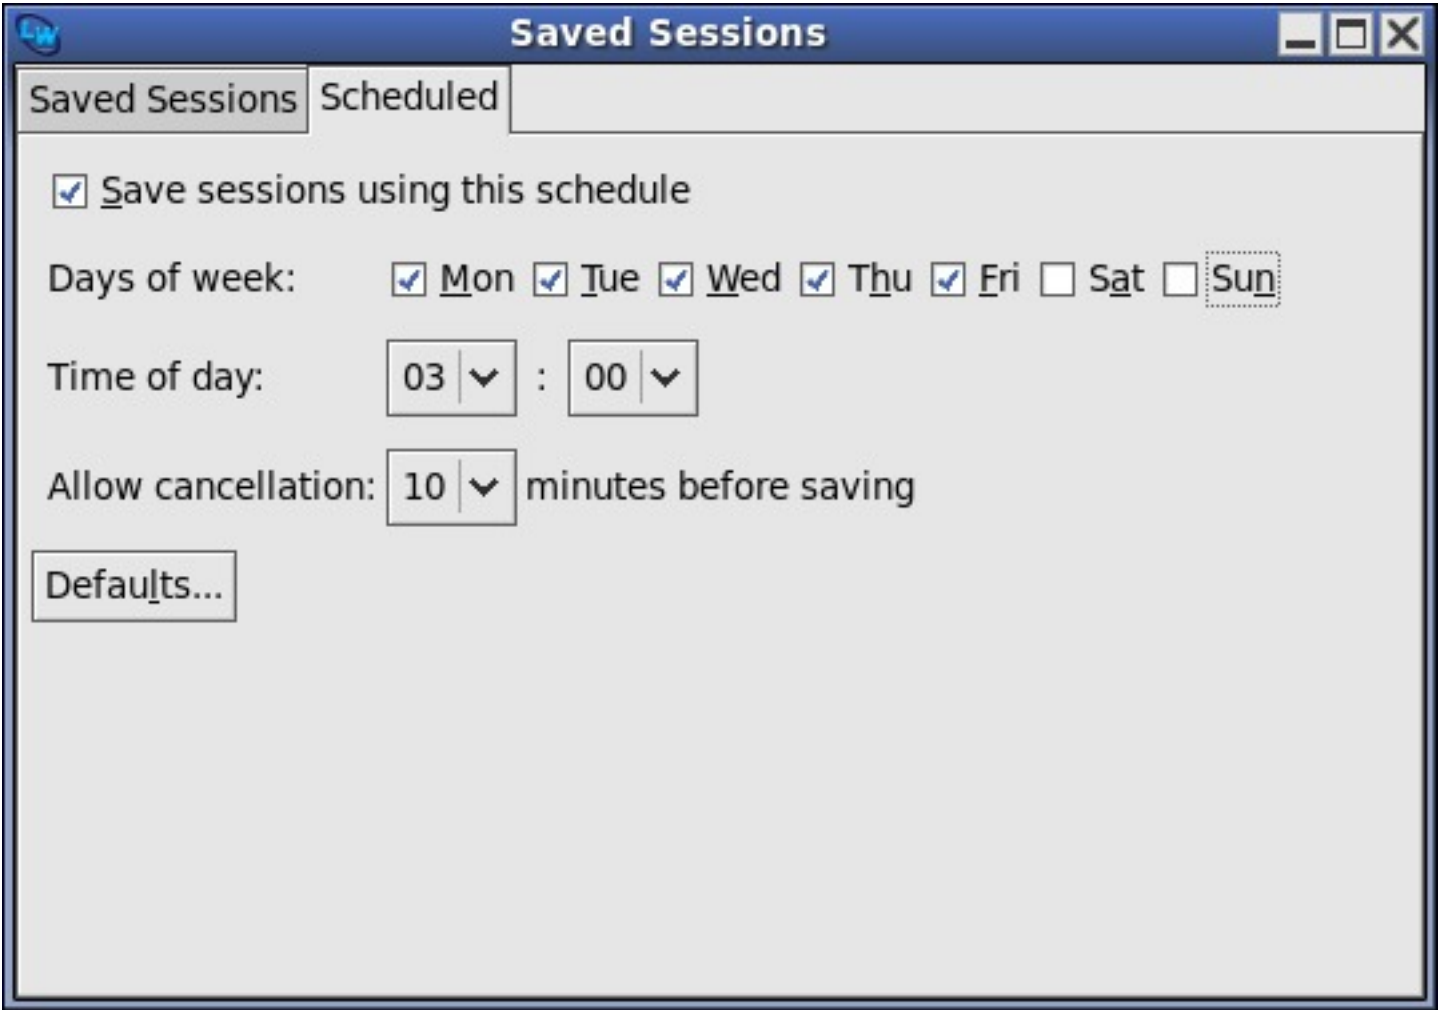 LW Saved Sessions
Saved Sessions Scheduled
Save sessions using this schedule
Days of week: Mon Tue Wed Thu Fri Sat Sun
Time of day: 03 : 00
Allow cancellation: 10 minutes before saving
Defaults...